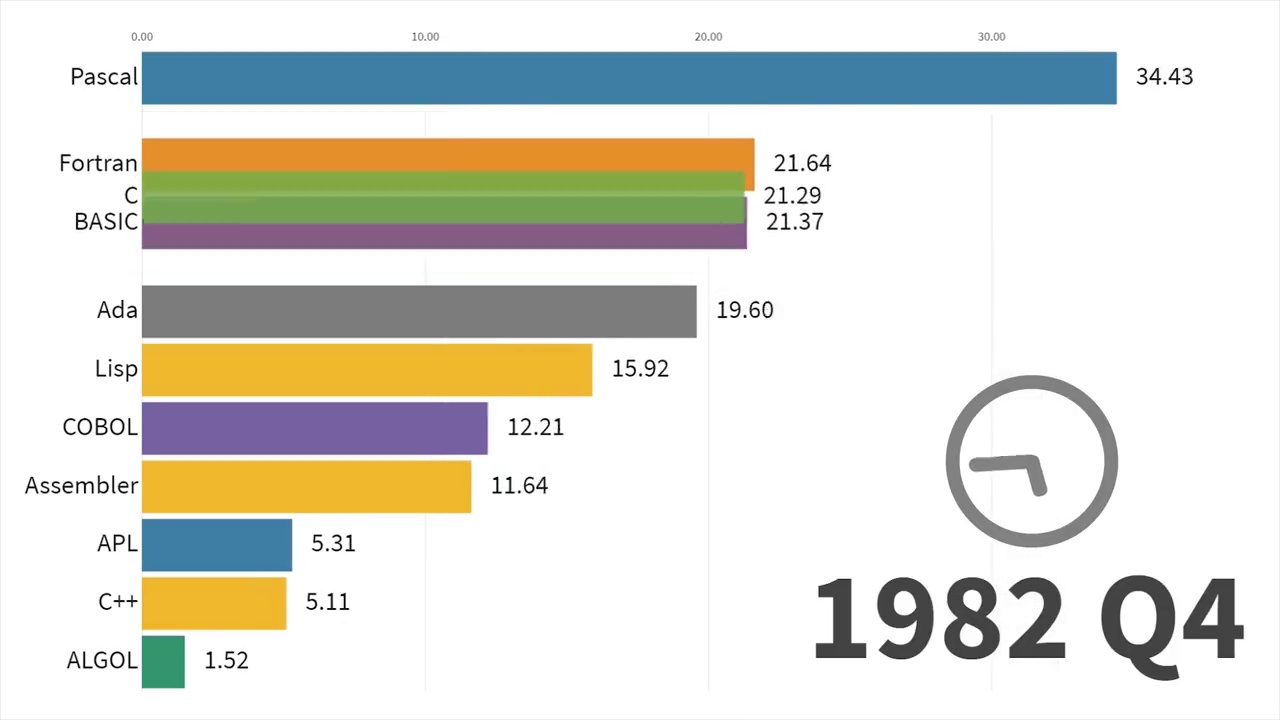 0.00 10.00 20.00 30.00
Pascal 34.43
Fortran 21.64
C 21.29
BASIC 21.37
Ada 19.60
Lisp 15.92
COBOL 12.21
Assembler 11.64
APL 5.31
C++ 5.11
ALGOL 1.52
1982 Q4